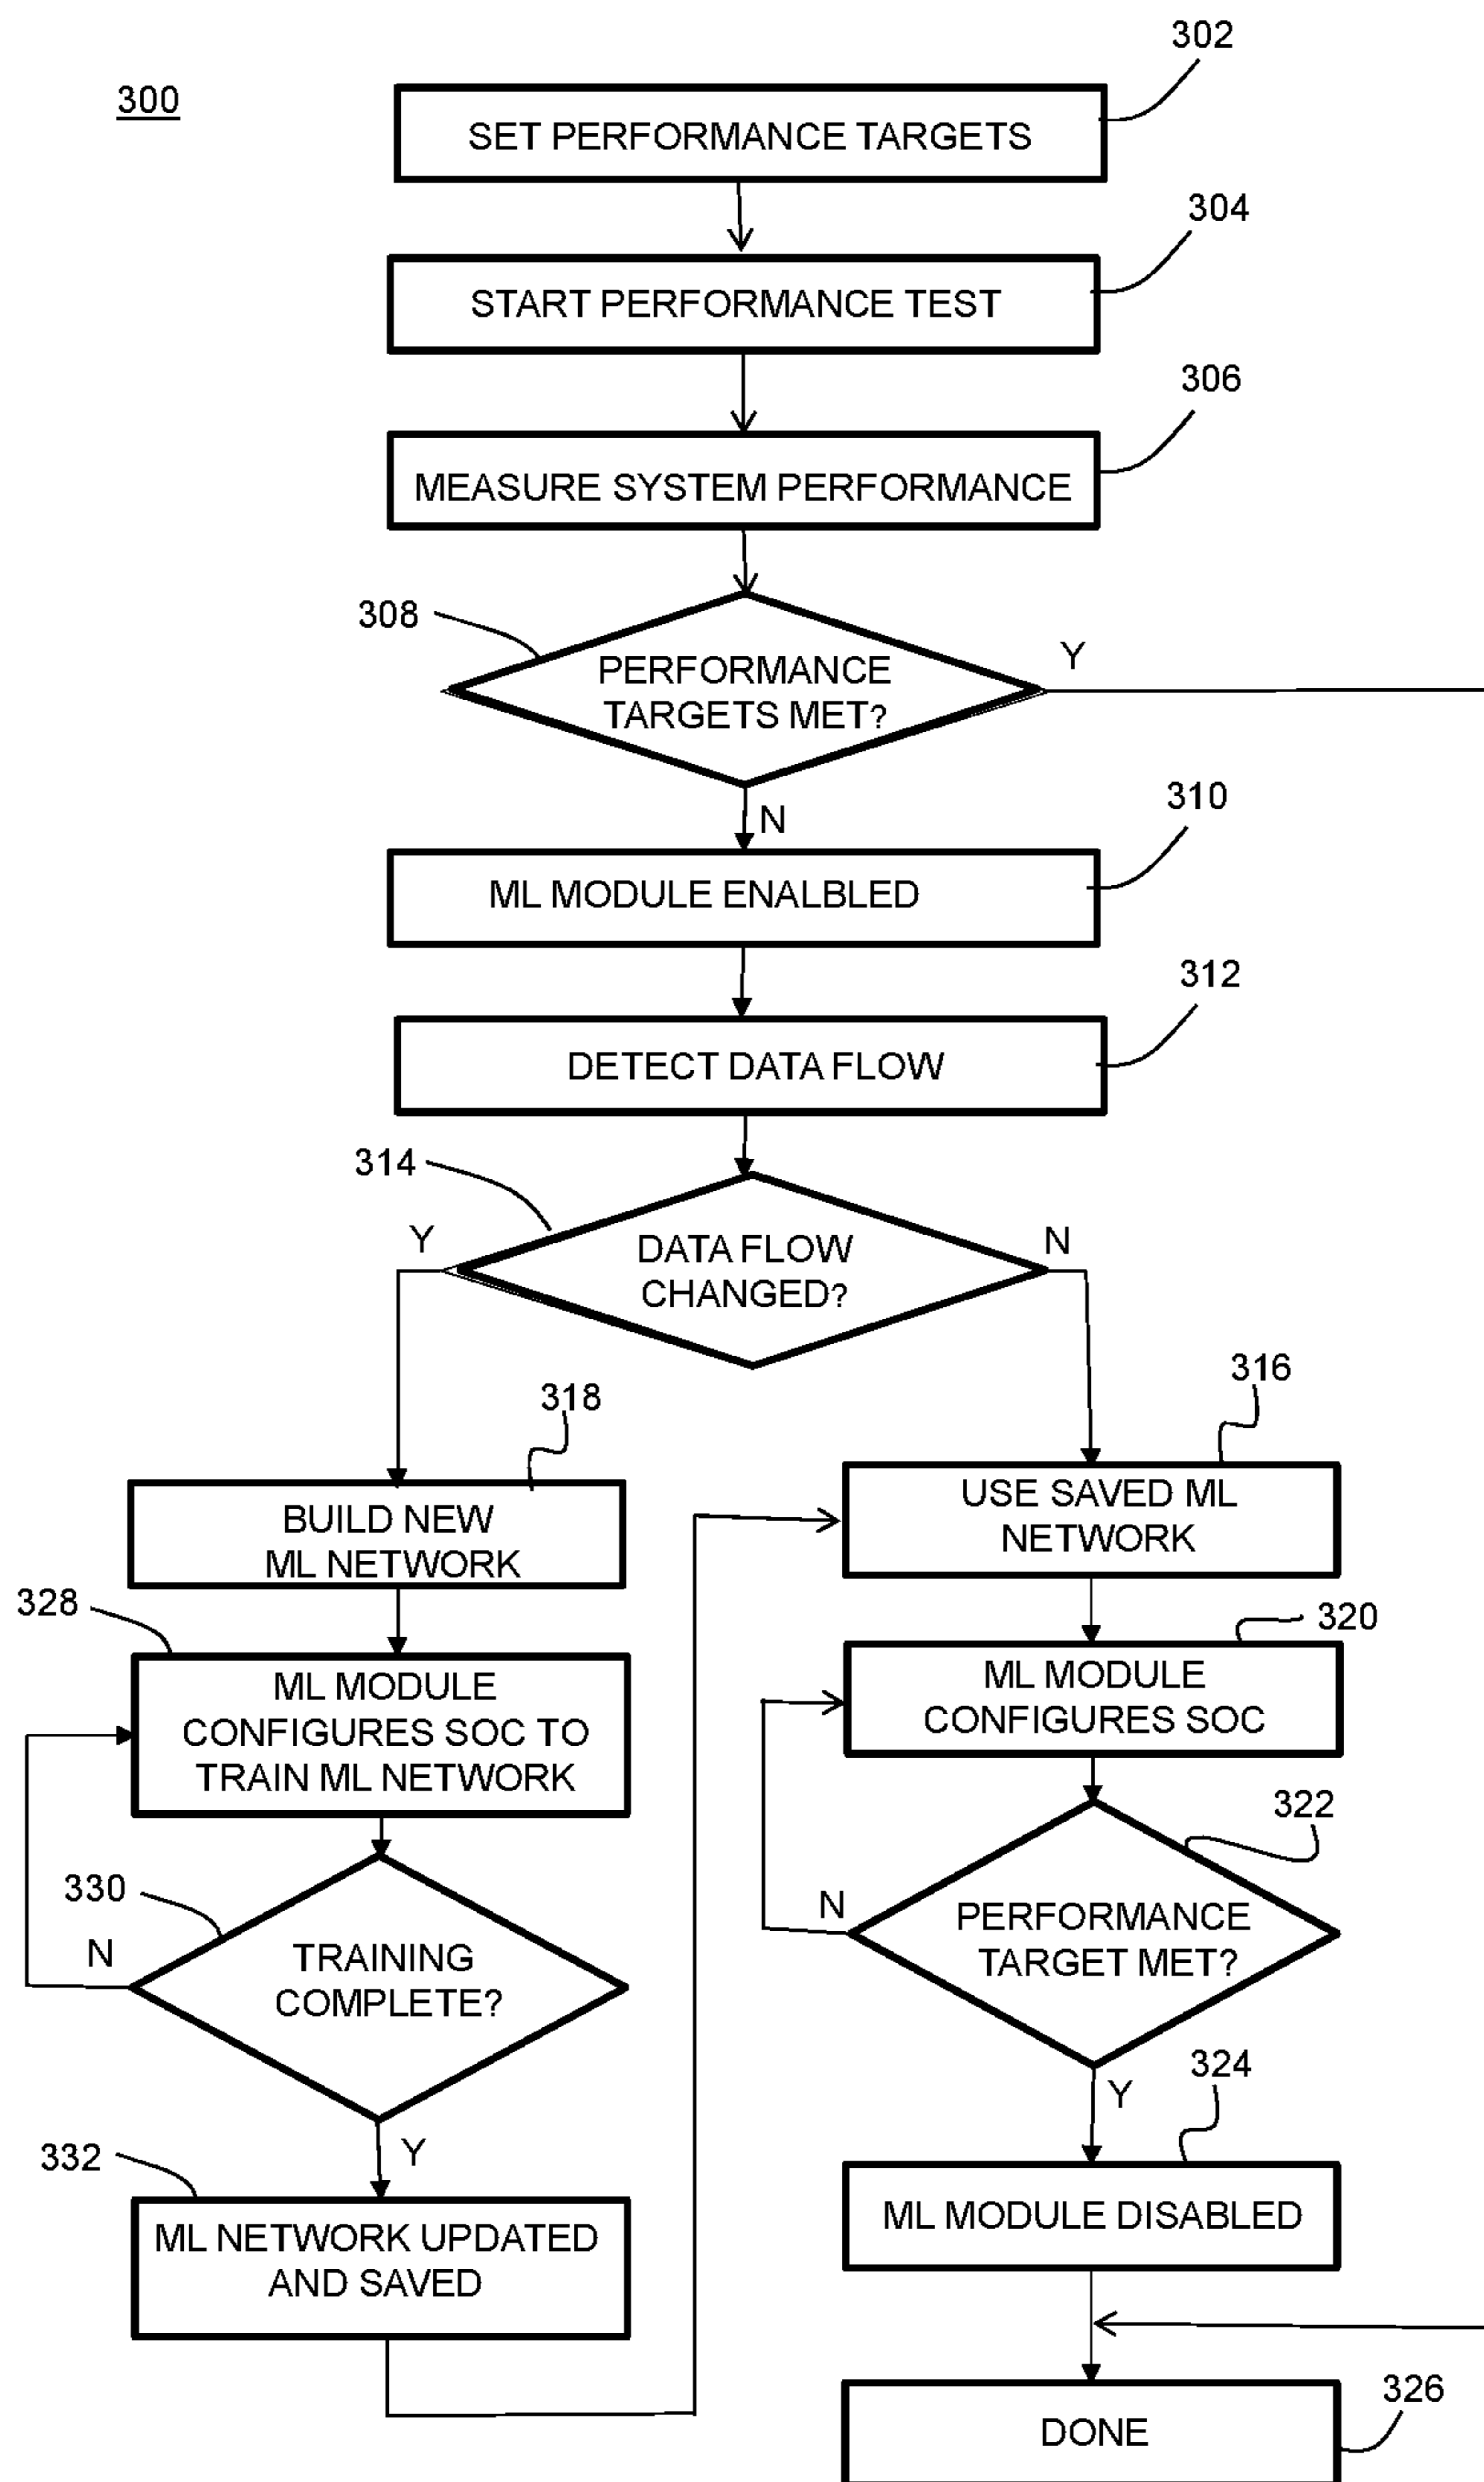 302
300
SET PERFORMANCE TARGETS
304
START PERFORMANCE TEST
306
MEASURE SYSTEM PERFORMANCE
308
PERFORMANCE
TARGETS MET?
Y
N
310
ML MODULE ENALBLED
312
DETECT DATA FLOW
314
Y
DATA FLOW
CHANGED?
N
316
318
BUILD NEW
ML NETWORK
USE SAVED ML
NETWORK
328
ML MODULE
CONFIGURES SOC TO
TRAIN ML NETWORK
320
ML MODULE
CONFIGURES SOC
322
330
N
TRAINING
COMPLETE?
N
PERFORMANCE
TARGET MET?
Y
324
Y
332
ML NETWORK UPDATED
AND SAVED
ML MODULE DISABLED
326
DONE